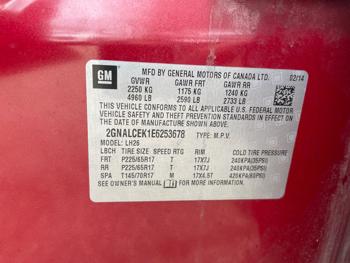 GM
MFD BY GENERAL MOTORS OF CANADA LTD. 02/14
GVWR GAWR FRT GAWR RR
2250 KG 1175 KG 1240 KG
4960 LB 2590 LB 2733 LB
THIS VEHICLE CONFORMS TO ALL APPLICABLE U.S. FEDERAL MOTOR
VEHICLE SAFETY, BUMPER, AND THEFT PREVENTION STANDARDS IN
EFFECT ON THE DATE OF MANUFACTURE SHOWN ABOVE.
2GNALCEK1E6253678 TYPE: M.P.V.
MODEL: LH26
LBCH TIRE SIZE SPEED RTG RIM COLD TIRE PRESSURE
FRT P225/65R17 T 17X7J 240KPA(35PSI)
RR P225/65R17 T 17X7J 240KPA(35PSI)
SPA T145/70R17 M 17X4.5T 420KPA(60PSI)
SEE OWNER'S MANUAL FOR MORE INFORMATION.